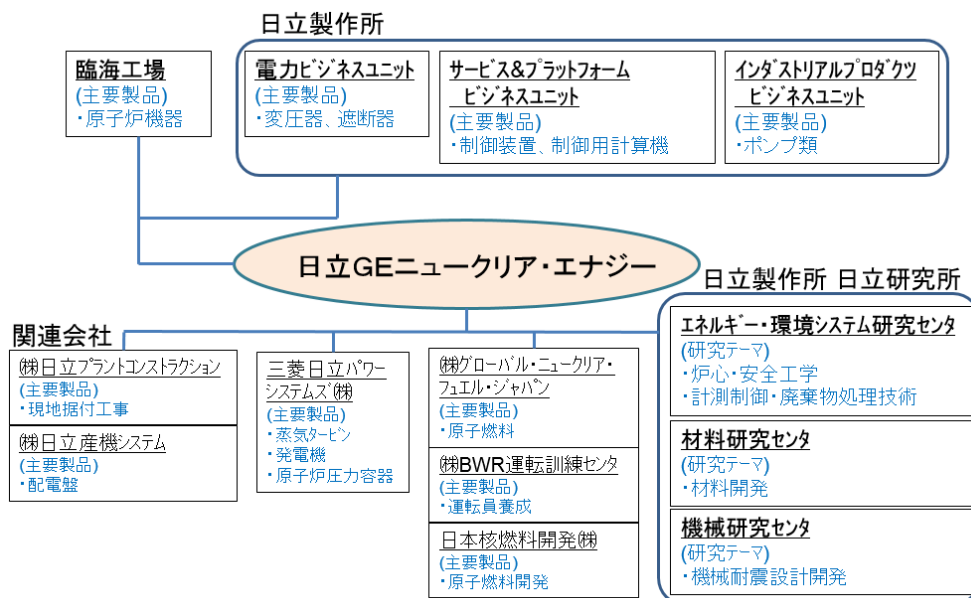 日立製作所
臨海工場
(主要製品)
・原子炉機器
電力ﾋﾞｼﾞﾈｽﾕﾆｯﾄ
(主要製品)
・変圧器、遮断器
ｻｰﾋﾞｽ&ﾌﾟﾗｯﾄﾌｫｰﾑ
ﾋﾞｼﾞﾈｽﾕﾆｯﾄ
(主要製品)
・制御装置、制御用計算機
ｲﾝﾀﾞｽﾄﾘｱﾙﾌﾟﾛﾀﾞｸﾂ
ﾋﾞｼﾞﾈｽﾕﾆｯﾄ
(主要製品)
・ポンプ類
日立GEニュークリア・エナジー
関連会社
㈱日立ﾌﾟﾗﾝﾄｺﾝｽﾄﾗｸｼｮﾝ
(主要製品)
・現地据付工事
㈱日立産機システム
(主要製品)
・配電盤
三菱日立ﾊﾟﾜｰ
ｼｽﾃﾑｽﾞ㈱
(主要製品)
・蒸気ﾀｰﾋﾞﾝ
・発電機
・原子炉圧力容器
㈱ｸﾞﾛｰﾊﾞﾙ・ﾆｭｰｸﾘｱ・
ﾌｭｴﾙ・ｼﾞｬﾊﾟﾝ
(主要製品)
・原子燃料
㈱BWR運転訓練ｾﾝﾀ
(主要製品)
・運転員養成
日本核燃料開発㈱
(主要製品)
・原子燃料開発
日立製作所 日立研究所
ｴﾈﾙｷﾞｰ・環境ｼｽﾃﾑ研究ｾﾝﾀ
(研究テーマ)
・炉心・安全工学
・計測制御・廃棄物処理技術
材料研究ｾﾝﾀ
(研究テーマ)
・材料開発
機械研究ｾﾝﾀ
(研究テーマ)
・機械耐震設計開発